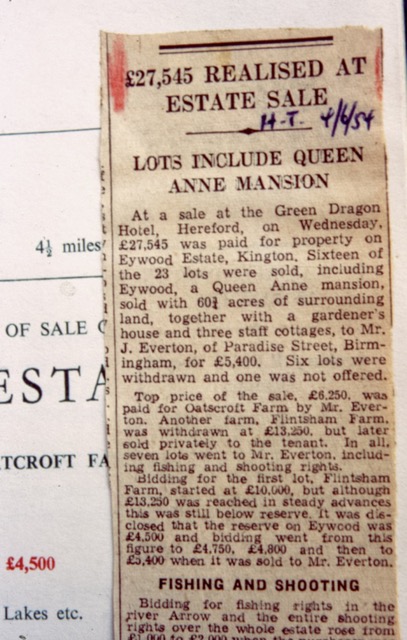 £27,545 REALISED AT
ESTATE SALE
H.T. 4/6/54
LOTS INCLUDE QUEEN
ANNE MANSION
At a sale at the Green Dragon
Hotel, Hereford, on Wednesday,
£27,545 was paid for property on
Eywood Estate, Kington. Sixteen of
the 23 lots were sold, including
Eywood, a Queen Anne mansion,
sold with 60¾ acres of surrounding
land, together with a gardener's
house and three staff cottages, to Mr.
J. Everton, of Paradise Street, Birm-
ingham, for £5,400. Six lots were
withdrawn and one was not offered.
Top price of the sale, £6,250, was
paid for Oatscroft Farm by Mr. Ever-
ton. Another farm, Flintsham Farm,
was withdrawn at £13,250, but later
sold privately to the tenant. In all,
seven lots went to Mr. Everton, includ-
ing fishing and shooting rights.
Bidding for the first lot, Flintsham
Farm, started at £10,000, but although
£13,250 was reached in steady advances
this was still below reserve. It was dis-
closed that the reserve on Eywood was
£4,500 and bidding went from this
figure to £4,750, £4,800 and then to
£5,400 when it was sold to Mr. Everton.
FISHING AND SHOOTING
Bidding for fishing rights in the
river Arrow and the entire shooting
rights over the whole estate rose from
4½ miles
OF SALE
ESTA
TCROFT FA
£4,500
Lakes etc.